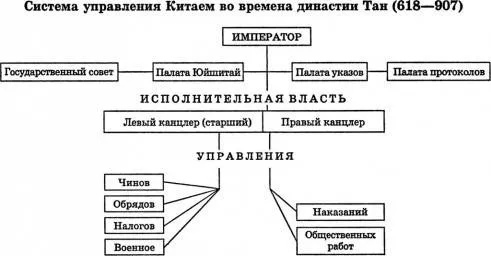 Система управления Китаем во времена династии Тан (618—907)
ИМПЕРАТОР
Государственный совет
Палата Юйшитай
Палата указов
Палата протоколов
ИСПОЛНИТЕЛЬНАЯ ВЛАСТЬ
Левый канцлер (старший)
Правый канцлер
УПРАВЛЕНИЯ
Чинов
Обрядов
Налогов
Военное
Наказаний
Общественных
работ